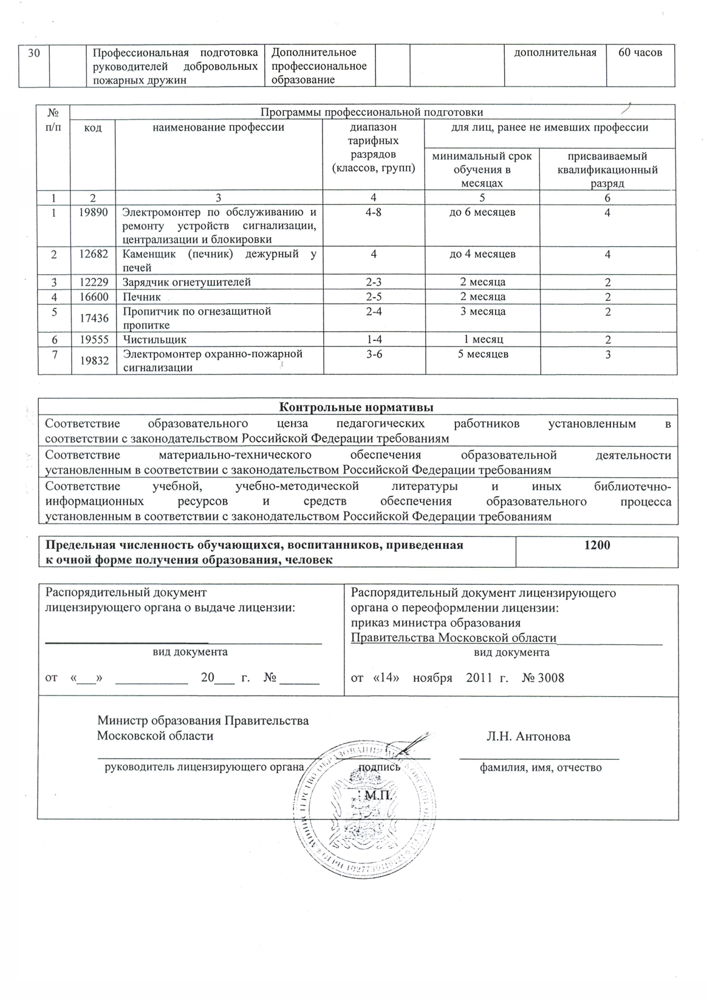 30 Профессиональная подготовка Дополнительное дополнительная 60 часов
руководителей добровольных профессиональное
пожарных дружин образование
№ Программы профессиональной подготовки
п/п код наименование профессии диапазон для лиц, ранее не имевших профессии
тарифных
разрядов минимальный срок присваиваемый
(классов, групп) обучения в квалификационный
месяцах разряд
1 2 3 4 5 6
1 19890 Электромонтер по обслуживанию и 4-8 до 6 месяцев 4
ремонту устройств сигнализации,
централизации и блокировки
2 12682 Каменщик (печник) дежурный у 4 до 4 месяцев 4
печей
3 12229 Зарядчик огнетушителей 2-3 2 месяца 2
4 16600 Печник 2-5 2 месяца 2
5 17436 Пропитчик по огнезащитной 2-4 3 месяца 2
пропитке
6 19555 Чистильщик 1-4 1 месяц 2
7 19832 Электромонтер охранно-пожарной 3-6 5 месяцев 3
сигнализации
Контрольные нормативы
Соответствие образовательного ценза педагогических работников установленным в
соответствии с законодательством Российской Федерации требованиям
Соответствие материально-технического обеспечения образовательной деятельности
установленным в соответствии с законодательством Российской Федерации требованиям
Соответствие учебной, учебно-методической литературы и иных библиотечно-
информационных ресурсов и средств обеспечения образовательного процесса
установленным в соответствии с законодательством Российской Федерации требованиям
Предельная численность обучающихся, воспитанников, приведенная 1200
к очной форме получения образования, человек
Распорядительный документ
лицензирующего органа о выдаче лицензии:
вид документа
от «___» ___________ 20___ г. № ______
Распорядительный документ лицензирующего
органа о переоформлении лицензии:
приказ министра образования
Правительства Московской области
вид документа
от «14» ноября 2011 г. № 3008
Министр образования Правительства
Московской области Л.Н. Антонова
руководитель лицензирующего органа подпись фамилия, имя, отчество
М.П.